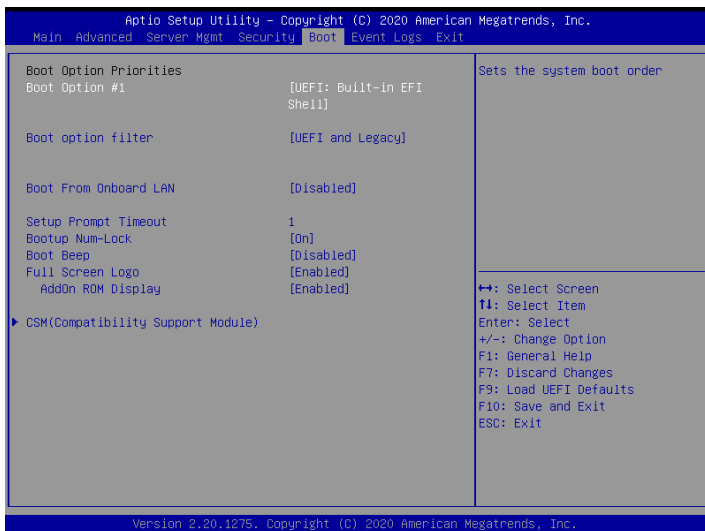 Aptio Setup Utility – Copyright (C) 2020 American Megatrends, Inc.
Main Advanced Server Mgmt Security Boot Event Logs Exit
Boot Option Priorities
Boot Option #1 [UEFI: Built-in EFI
Shell]
Boot option filter [UEFI and Legacy]
Boot From Onboard LAN [Disabled]
Setup Prompt Timeout 1
Bootup Num-Lock [On]
Boot Beep [Disabled]
Full Screen Logo [Enabled]
AddOn ROM Display [Enabled]
CSM(Compatibility Support Module)
Sets the system boot order
↔: Select Screen
↑↓: Select Item
Enter: Select
+/-: Change Option
F1: General Help
F7: Discard Changes
F9: Load UEFI Defaults
F10: Save and Exit
ESC: Exit
Version 2.20.1275. Copyright (C) 2020 American Megatrends, Inc.